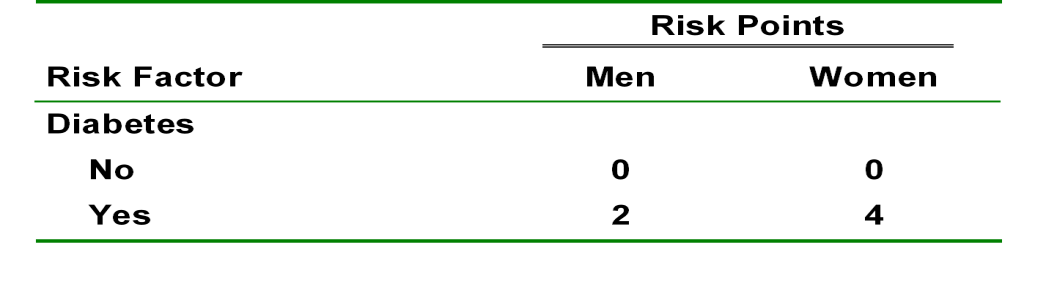 Risk Points
Risk Factor Men Women
Diabetes
No 0 0
Yes 2 4